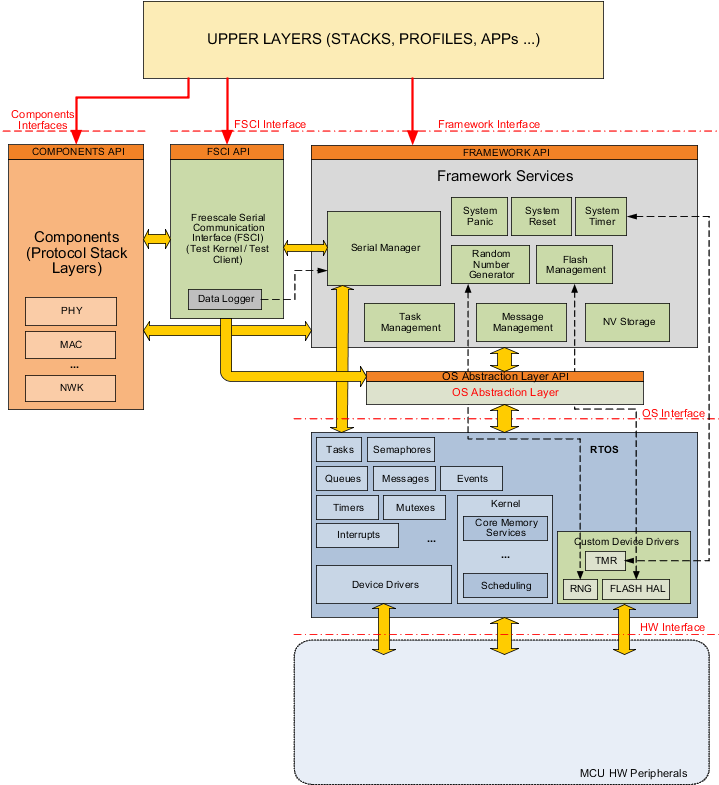 UPPER LAYERS (STACKS, PROFILES, APPs ...)
Components
Interfaces
FSCI Interface
Framework Interface
COMPONENTS API
FSCI API
FRAMEWORK API
Components
(Protocol Stack
Layers)
PHY
MAC
...
NWK
Freescale Serial
Communication
Interface (FSCI)
(Test Kernel / Test
Client)
Data Logger
Framework Services
Serial Manager
System
Panic
System
Reset
System
Timer
Random
Number
Generator
Flash
Management
Task
Management
Message
Management
NV Storage
OS Abstraction Layer API
OS Abstraction Layer
OS Interface
RTOS
Tasks
Semaphores
Queues
Messages
Events
Timers
Mutexes
Interrupts
...
Device Drivers
Kernel
Core Memory
Services
...
Scheduling
Custom Device Drivers
TMR
RNG
FLASH HAL
HW Interface
MCU HW Peripherals